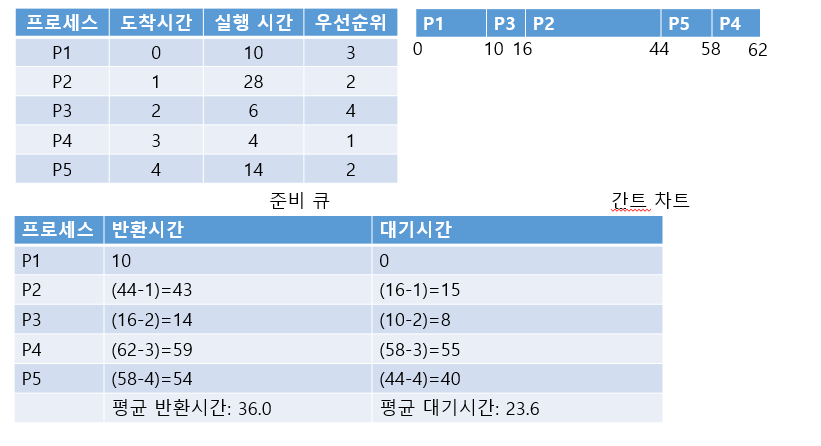 프로세스 도착시간 실행 시간 우선순위
P1 0 10 3
P2 1 28 2
P3 2 6 4
P4 3 4 1
P5 4 14 2
P1 P3 P2 P5 P4
0 10 16 44 58 62
준비 큐
간트 차트
프로세스 반환시간 대기시간
P1 10 0
P2 (44-1)=43 (16-1)=15
P3 (16-2)=14 (10-2)=8
P4 (62-3)=59 (58-3)=55
P5 (58-4)=54 (44-4)=40
평균 반환시간: 36.0 평균 대기시간: 23.6